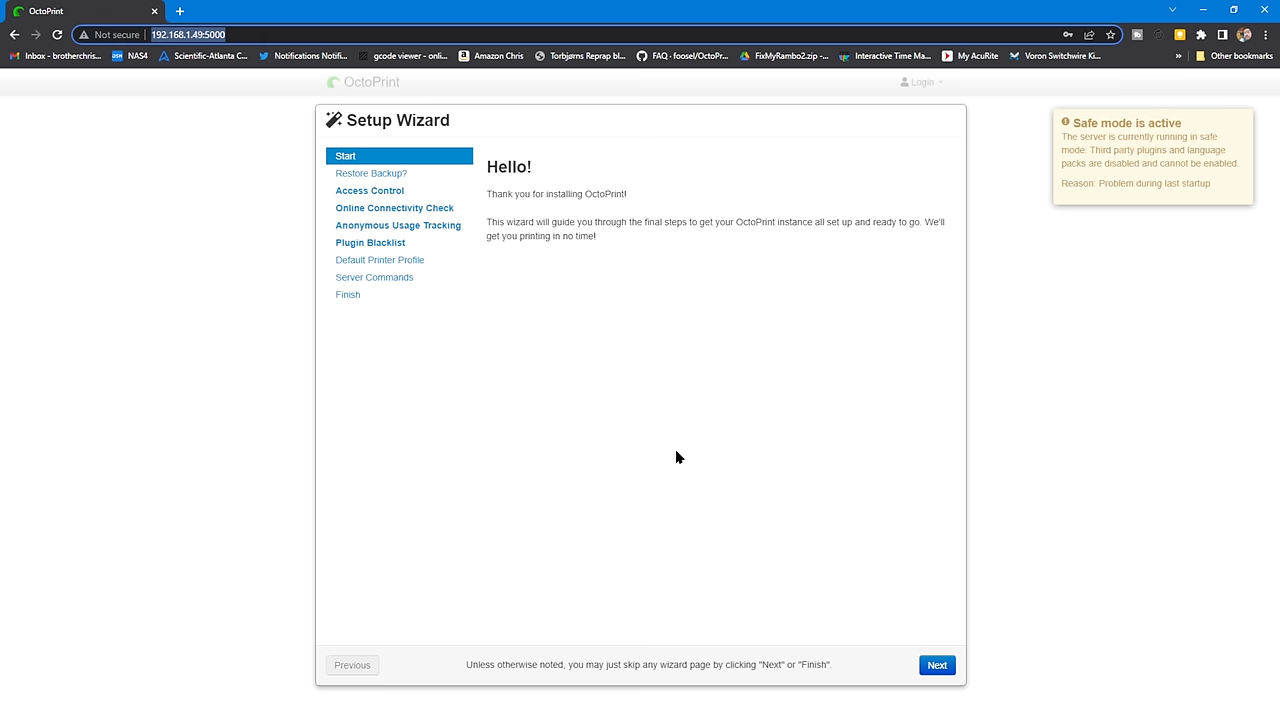 OctoPrint
Not secure
192.168.1.49:5000
Inbox - brotherchris...
NAS4
Scientific-Atlanta C...
Notifications Notifi...
gcode viewer - onli...
Amazon Chris
Torbjørns Reprap bl...
FAQ · foosel/OctoPr...
FixMyRambo2.zip -...
Interactive Time Ma...
My AcuRite
Voron Switchwire Ki...
»
Other bookmarks
OctoPrint
Login
Setup Wizard
Start
Restore Backup?
Access Control
Online Connectivity Check
Anonymous Usage Tracking
Plugin Blacklist
Default Printer Profile
Server Commands
Finish
Hello!
Thank you for installing OctoPrint!
This wizard will guide you through the final steps to get your OctoPrint instance all set up and ready to go. We'll
get you printing in no time!
Safe mode is active
The server is currently running in safe
mode. Third party plugins and language
packs are disabled and cannot be enabled.
Reason: Problem during last startup
Previous
Unless otherwise noted, you may just skip any wizard page by clicking "Next" or "Finish".
Next